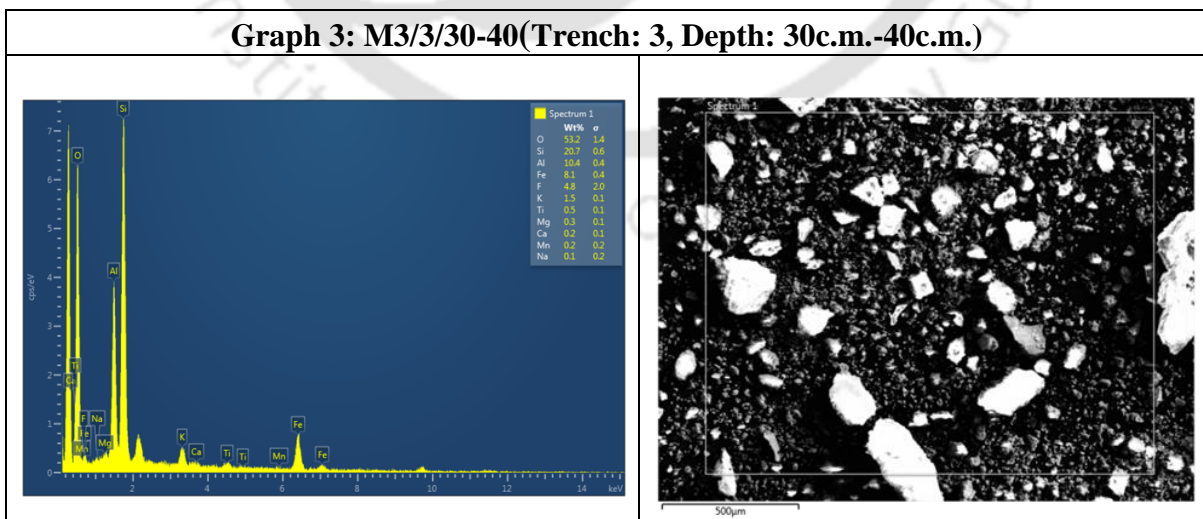 Graph 3: M3/3/30-40(Trench: 3, Depth: 30c.m.-40c.m.)
Spectrum 1
Wt% σ
O 53.2 1.4
Si 20.7 0.6
Al 10.4 0.4
Fe 8.1 0.4
F 4.8 2.0
K 1.5 0.1
Ti 0.5 0.1
Mg 0.3 0.1
Ca 0.2 0.1
Mn 0.2 0.2
Na 0.1 0.2
Si
O
Al
Ti
F Na
Fe
Mn Mg
K
Ca
Ti
Ti
Mn
Fe
Fe
cps/eV
7
6
5
4
3
2
1
0
2 4 6 8 10 12 14 keV
Spectrum 1
500µm